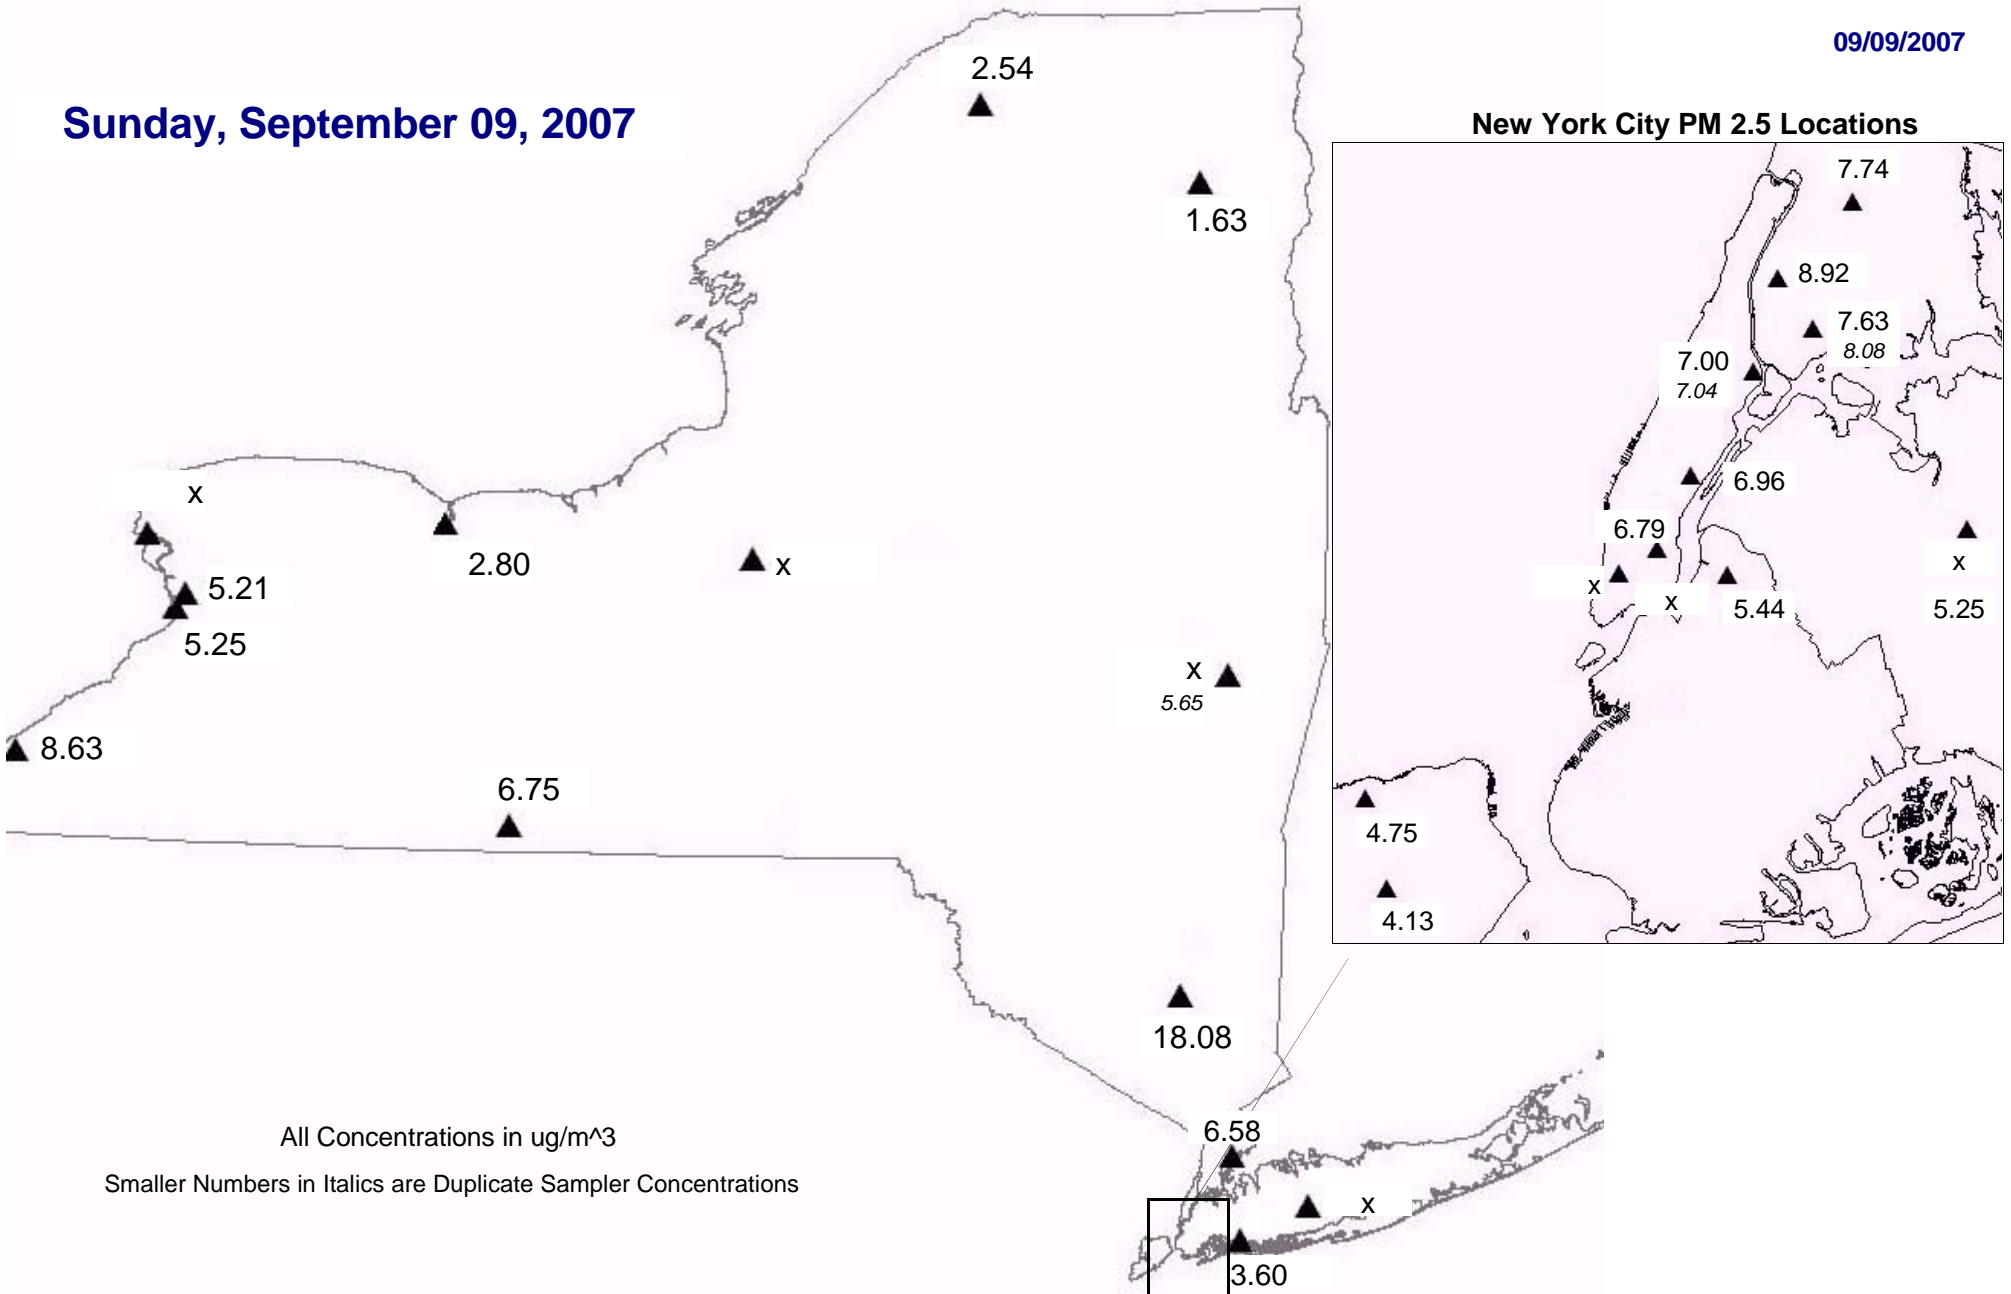 09/09/2007
Sunday, September 09, 2007
2.54
1.63
x
5.21
5.25
2.80
x
x
5.65
8.63
6.75
18.08
6.58
x
3.60
New York City PM 2.5 Locations
7.74
8.92
7.63
8.08
7.00
7.04
6.96
6.79
x
x
5.44
x
5.25
4.75
4.13
All Concentrations in ug/m^3
Smaller Numbers in Italics are Duplicate Sampler Concentrations